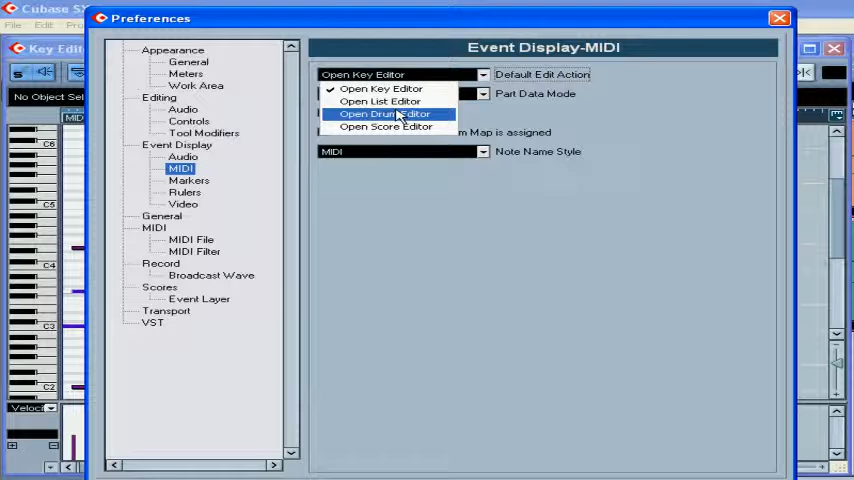 Cubase SX
Preferences
File Edit
Key Editor
Event Display-MIDI
No Object
MIDI
C6
C5
C4
C3
C2
Appearance
General
Meters
Work Area
Editing
Audio
Controls
Tool Modifiers
Event Display
Audio
MIDI
Markers
Rulers
Video
General
MIDI
MIDI File
MIDI Filter
Record
Broadcast Wave
Scores
Event Layer
Transport
VST
Open Key Editor Default Edit Action
Open Key Editor
Open List Editor
Open Drum Editor
Open Score Editor
Part Data Mode
Map is assigned
MIDI Note Name Style